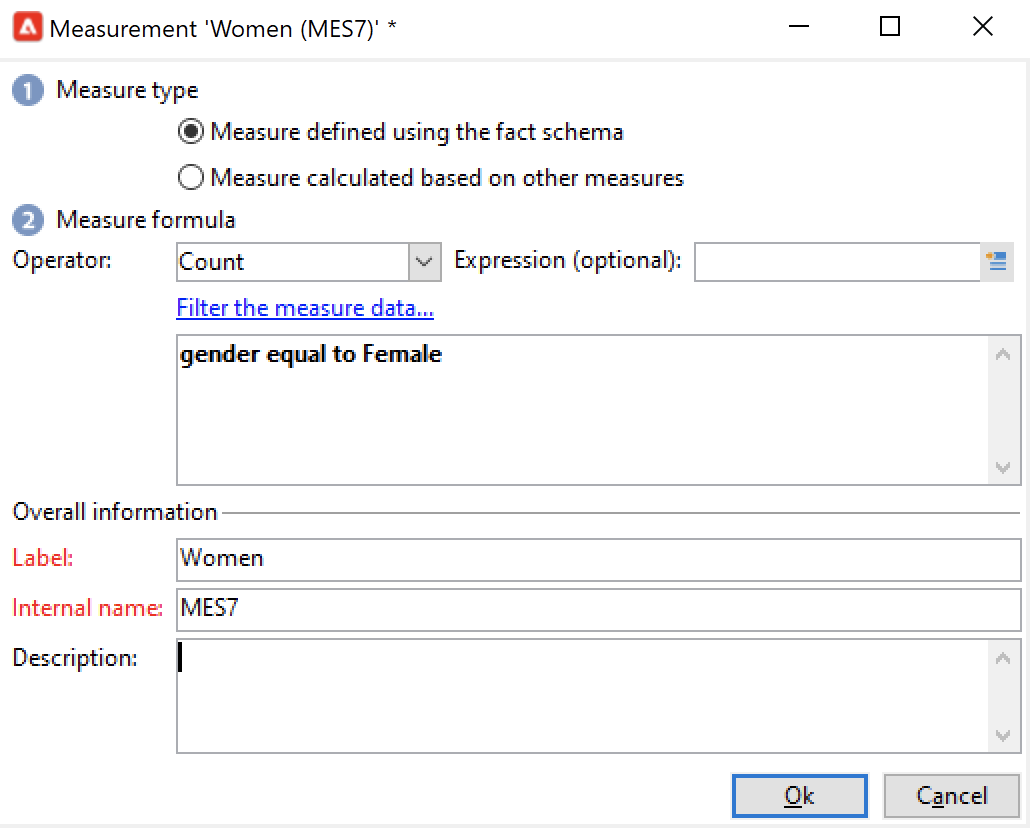 Measurement 'Women (MES7)' *
1 Measure type
Measure defined using the fact schema
Measure calculated based on other measures
2 Measure formula
Operator: Count Expression (optional):
Filter the measure data...
gender equal to Female
Overall information
Label: Women
Internal name: MES7
Description:
Ok Cancel